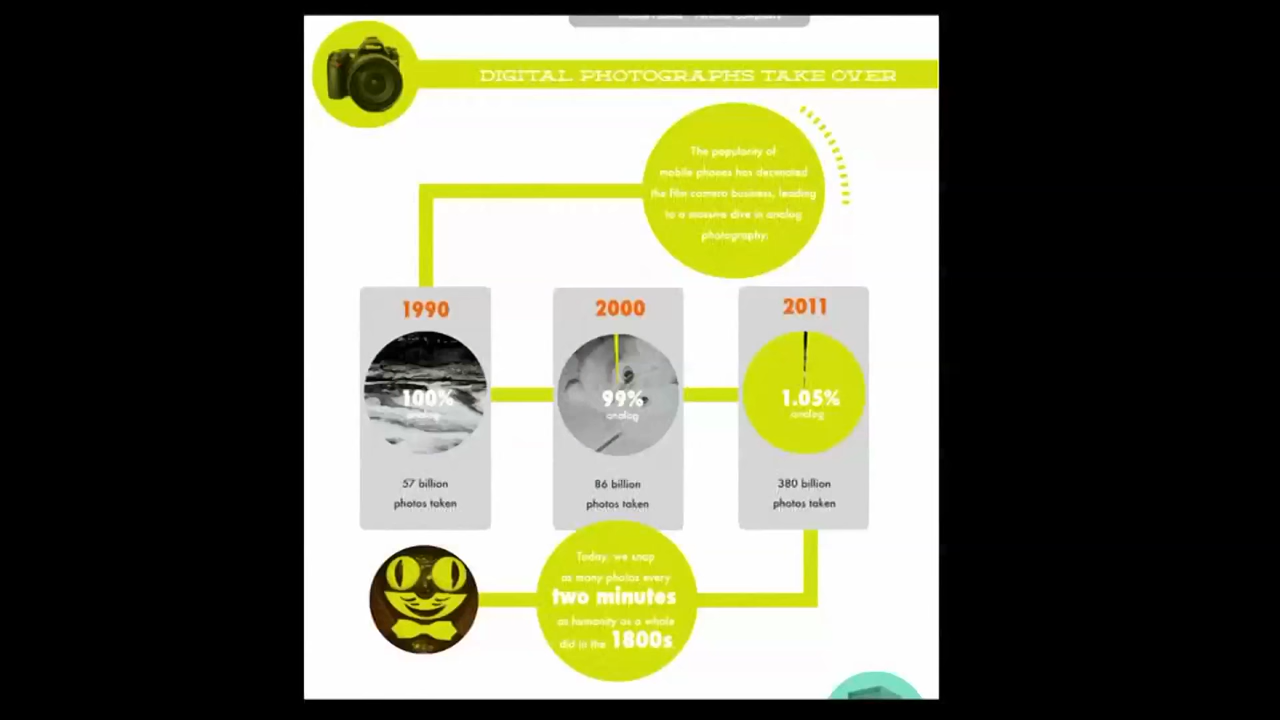 DIGITAL PHOTOGRAPHS TAKE OVER
The popularity of
mobile phones has decimated
the film camera business, leading
to a massive dive in analog
photography.
1990
100%
analog
57 billion
photos taken
2000
99%
analog
86 billion
photos taken
2011
1.05%
analog
380 billion
photos taken
Today, we snap
as many photos every
two minutes
as humanity as a whole
did in the 1800s